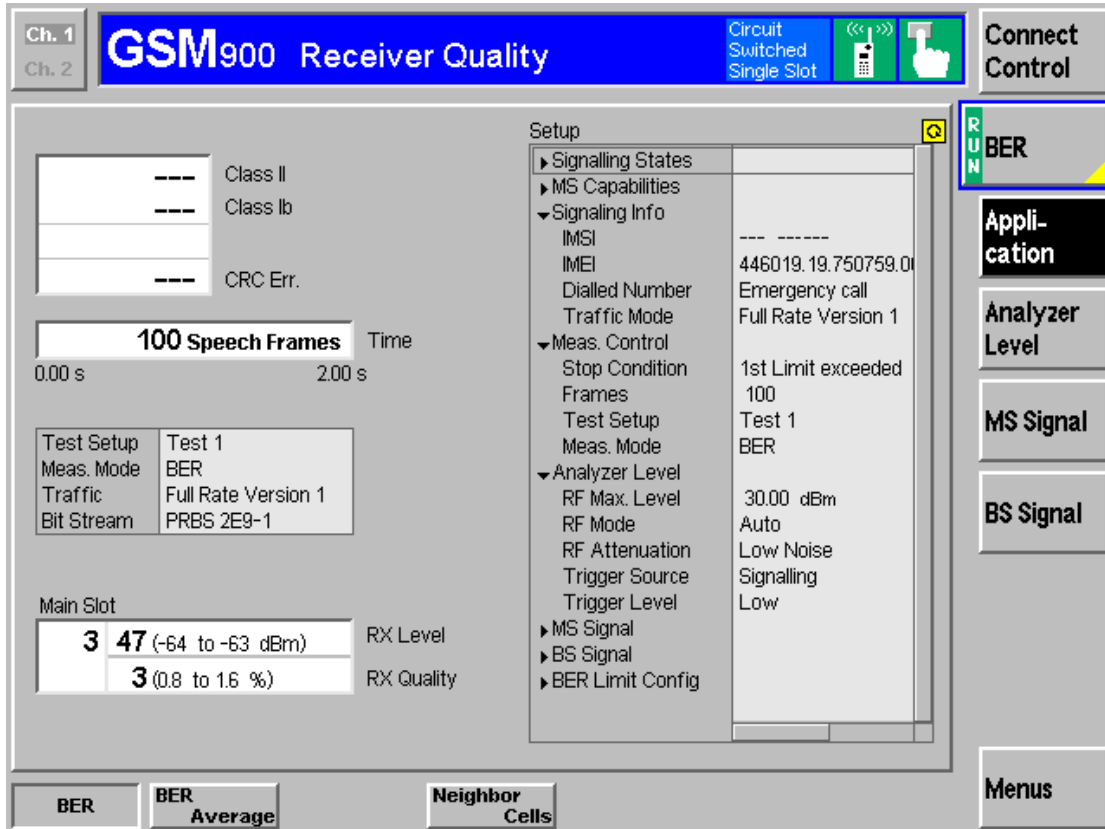 Ch. 1
Ch. 2
GSM900 Receiver Quality
Circuit
Switched
Single Slot
Connect
Control
--- Class II
--- Class Ib
--- CRC Err.
100 Speech Frames Time
0.00 s 2.00 s
Test Setup Test 1
Meas. Mode BER
Traffic Full Rate Version 1
Bit Stream PRBS 2E9-1
Main Slot
3 47 (-64 to -63 dBm) RX Level
3 (0.8 to 1.6 %) RX Quality
Setup
Signalling States
MS Capabilities
Signaling Info
IMSI --- ------
IMEI 446019.19.750759.0
Dialled Number Emergency call
Traffic Mode Full Rate Version 1
Meas. Control
Stop Condition 1st Limit exceeded
Frames 100
Test Setup Test 1
Meas. Mode BER
Analyzer Level
RF Max. Level 30.00 dBm
RF Mode Auto
RF Attenuation Low Noise
Trigger Source Signalling
Trigger Level Low
MS Signal
BS Signal
BER Limit Config
RUN BER
Appli-
cation
Analyzer
Level
MS Signal
BS Signal
Menus
BER
BER
Average
Neighbor
Cells